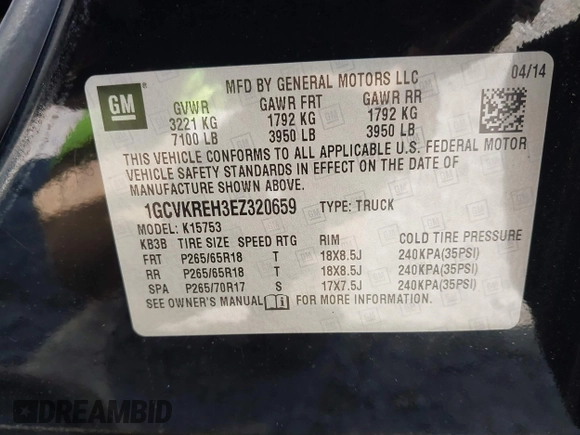 MFD BY GENERAL MOTORS LLC 04/14
GM
GVWR GAWR FRT GAWR RR
3221 KG 1792 KG 1792 KG
7100 LB 3950 LB 3950 LB
THIS VEHICLE CONFORMS TO ALL APPLICABLE U.S. FEDERAL MOTOR
VEHICLE SAFETY STANDARDS IN EFFECT ON THE DATE OF
MANUFACTURE SHOWN ABOVE.
1GCVKREH3EZ320659 TYPE: TRUCK
MODEL: K15753
KB3B TIRE SIZE SPEED RTG RIM COLD TIRE PRESSURE
FRT P265/65R18 T 18X8.5J 240KPA(35PSI)
RR P265/65R18 T 18X8.5J 240KPA(35PSI)
SPA P265/70R17 S 17X7.5J 240KPA(35PSI)
SEE OWNER'S MANUAL FOR MORE INFORMATION.
DREAMBID